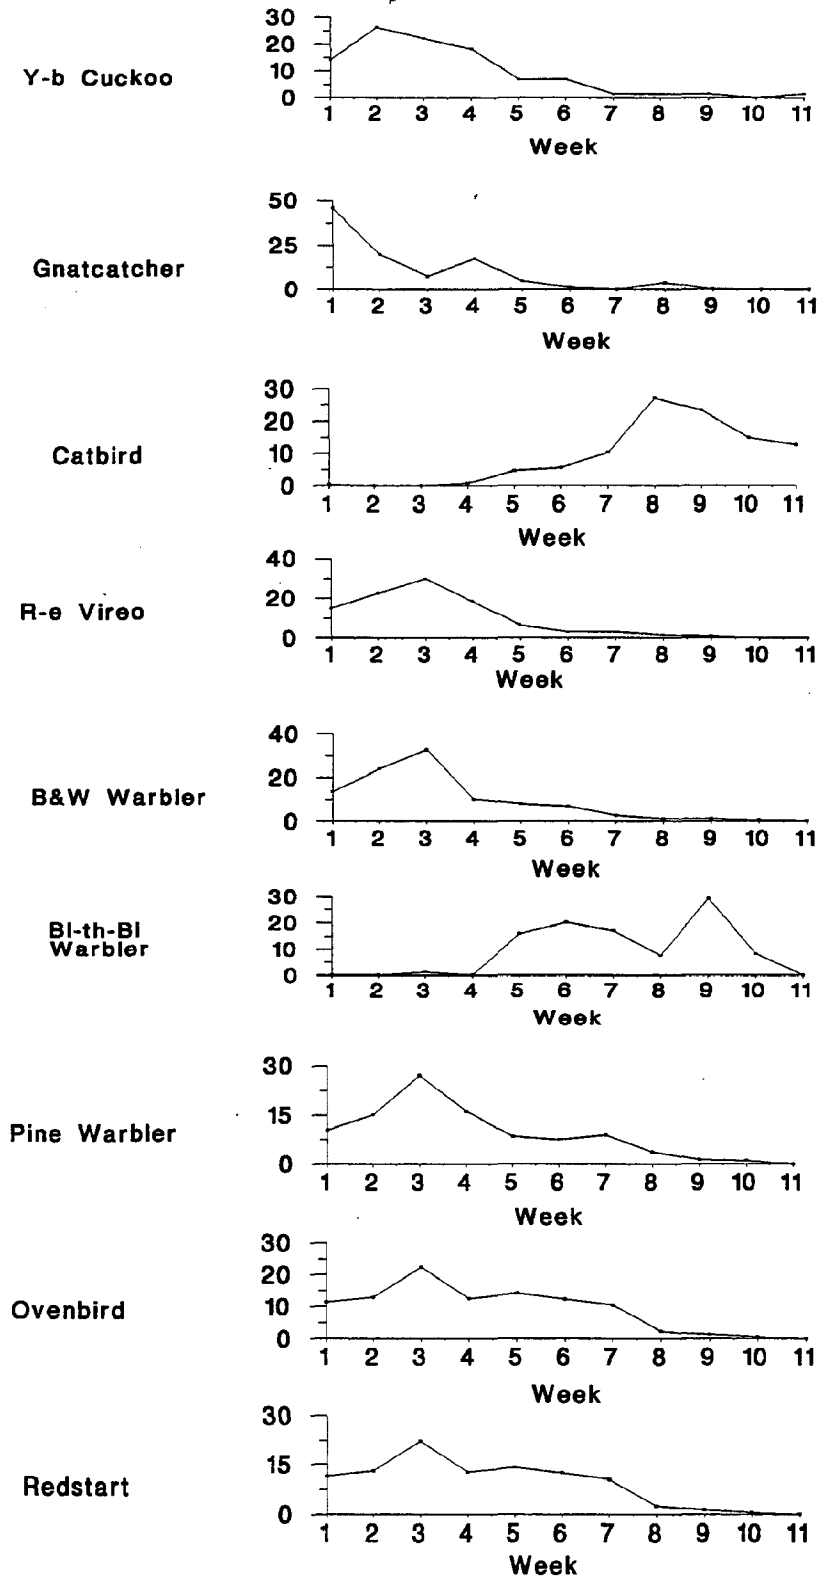 30
20
10
0
Y-b Cuckoo
1 2 3 4 5 6 7 8 9 10 11
Week
50
25
0
Gnatcatcher
1 2 3 4 5 6 7 8 9 10 11
Week
30
20
10
0
Catbird
1 2 3 4 5 6 7 8 9 10 11
Week
40
20
0
R-e Vireo
1 2 3 4 5 6 7 8 9 10 11
Week
40
20
0
B&W Warbler
1 2 3 4 5 6 7 8 9 10 11
Week
30
20
10
0
Bl-th-Bl
Warbler
1 2 3 4 5 6 7 8 9 10 11
Week
30
15
0
Pine Warbler
1 2 3 4 5 6 7 8 9 10 11
Week
30
20
10
0
Ovenbird
1 2 3 4 5 6 7 8 9 10 11
Week
30
15
0
Redstart
1 2 3 4 5 6 7 8 9 10 11
Week